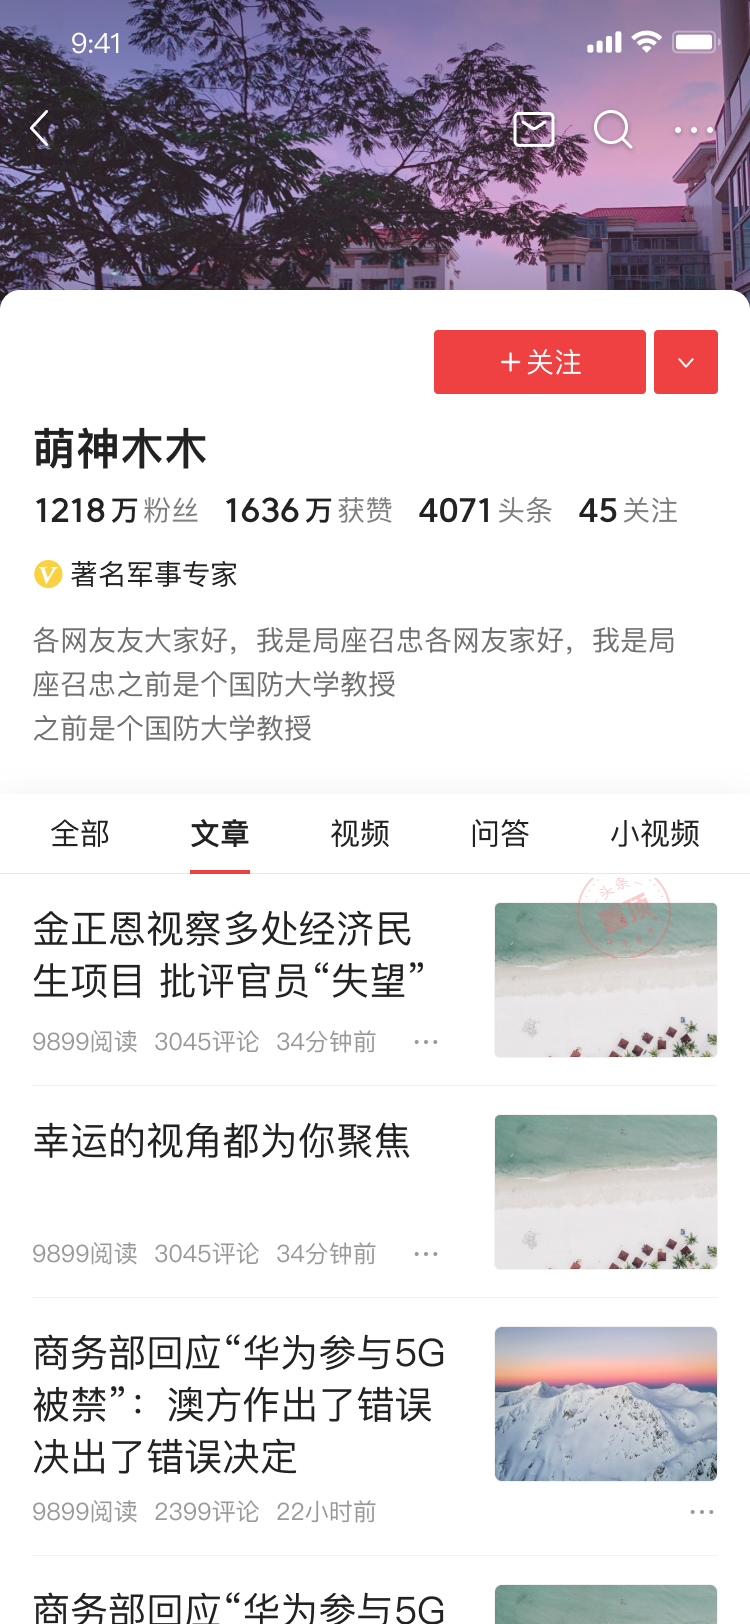 9:41
+关注
萌神木木
1218万粉丝 1636万获赞 4071头条 45关注
V 著名军事专家
各网友友大家好，我是局座召忠各网友家好，我是局
座召忠之前是个国防大学教授
之前是个国防大学教授
全部 文章 视频 问答 小视频
头条
置顶
金正恩视察多处经济民
生项目 批评官员“失望”
9899阅读 3045评论 34分钟前
幸运的视角都为你聚焦
9899阅读 3045评论 34分钟前
商务部回应“华为参与5G
被禁”：澳方作出了错误
决出了错误决定
9899阅读 2399评论 22小时前
商务部回应“华为参与5G